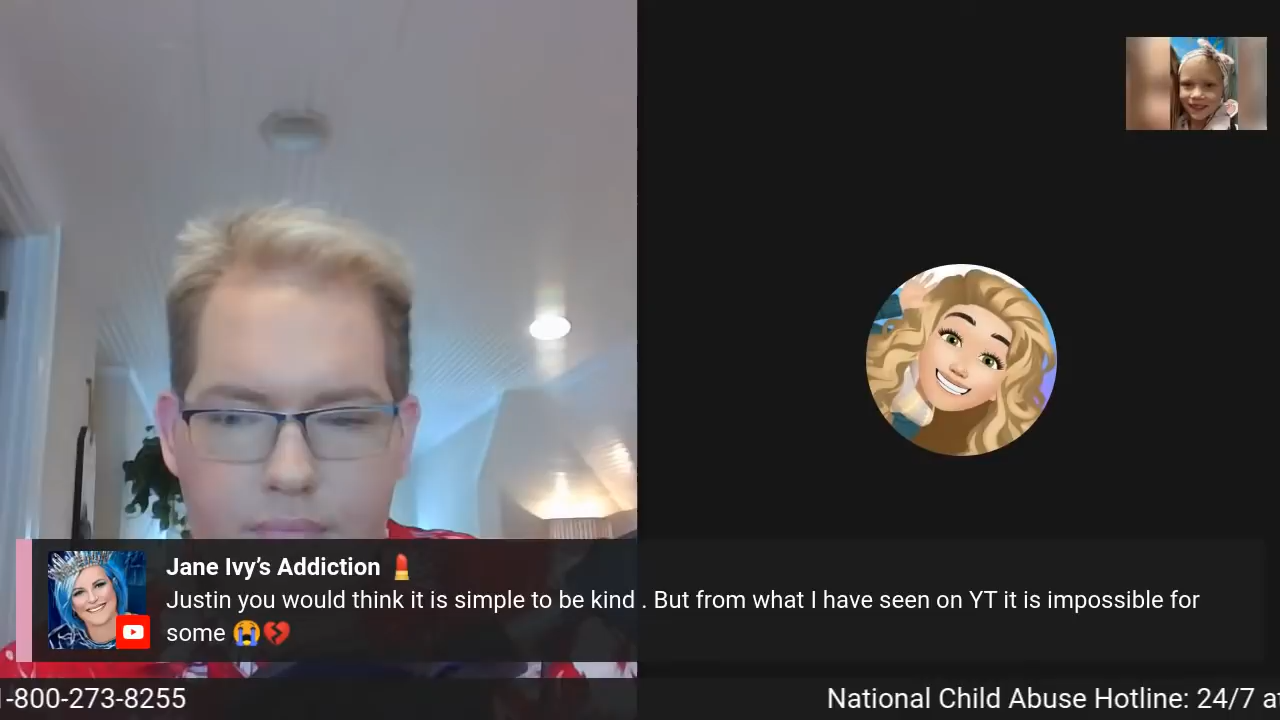 Jane Ivy’s Addiction 💄
Justin you would think it is simple to be kind . But from what I have seen on YT it is impossible for
some 😭💔
-800-273-8255
National Child Abuse Hotline: 24/7 a